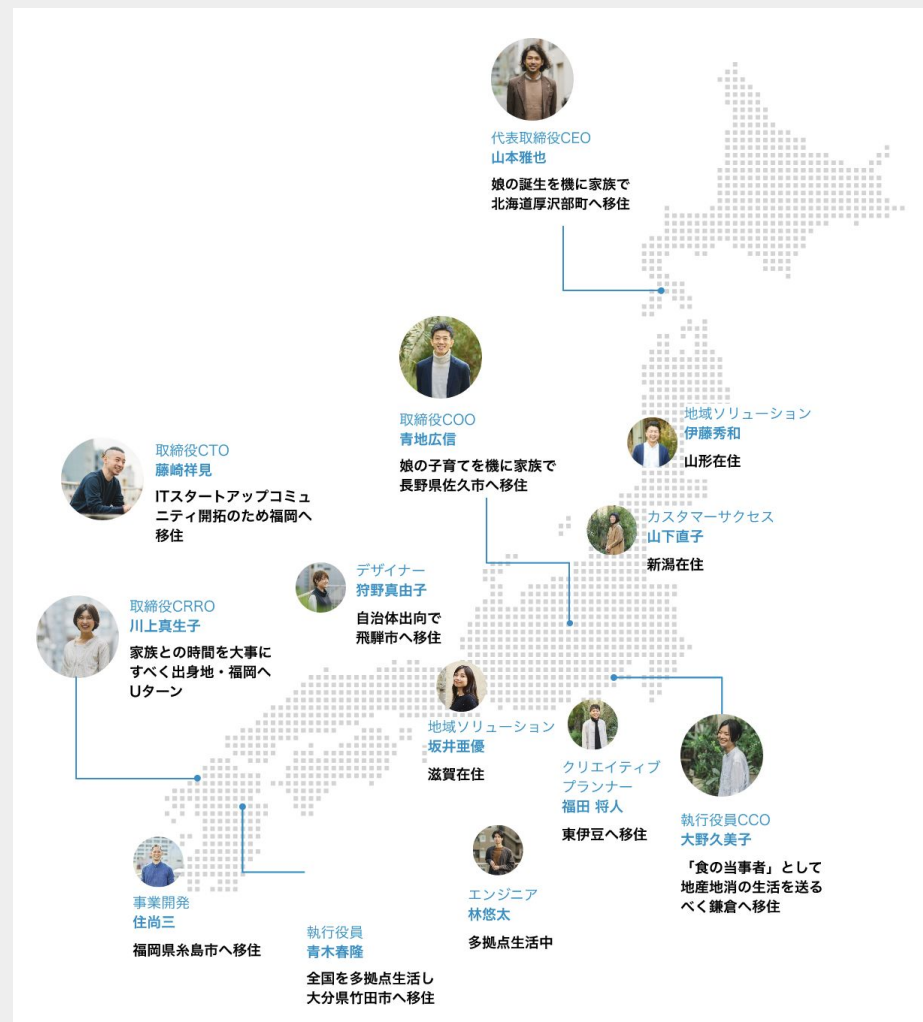 代表取締役CEO
山本雅也
娘の誕生を機に家族で
北海道厚沢部町へ移住
取締役COO
青地広信
娘の子育てを機に家族で
長野県佐久市へ移住
地域ソリューション
伊藤秀和
山形在住
取締役CTO
藤崎祥見
ITスタートアップコミュ
ニティ開拓のため福岡へ
移住
カスタマーサクセス
山下直子
新潟在住
デザイナー
狩野真由子
自治体出向で
飛騨市へ移住
取締役CRRO
川上真生子
家族との時間を大事に
すべく出身地・福岡へ
Uターン
地域ソリューション
坂井亜優
滋賀在住
クリエイティブ
プランナー
福田 将人
東伊豆へ移住
執行役員CCO
大野久美子
「食の当事者」として
地産地消の生活を送る
べく鎌倉へ移住
事業開発
住尚三
福岡県糸島市へ移住
執行役員
青木春隆
全国を多拠点生活し
大分県竹田市へ移住
エンジニア
林悠太
多拠点生活中